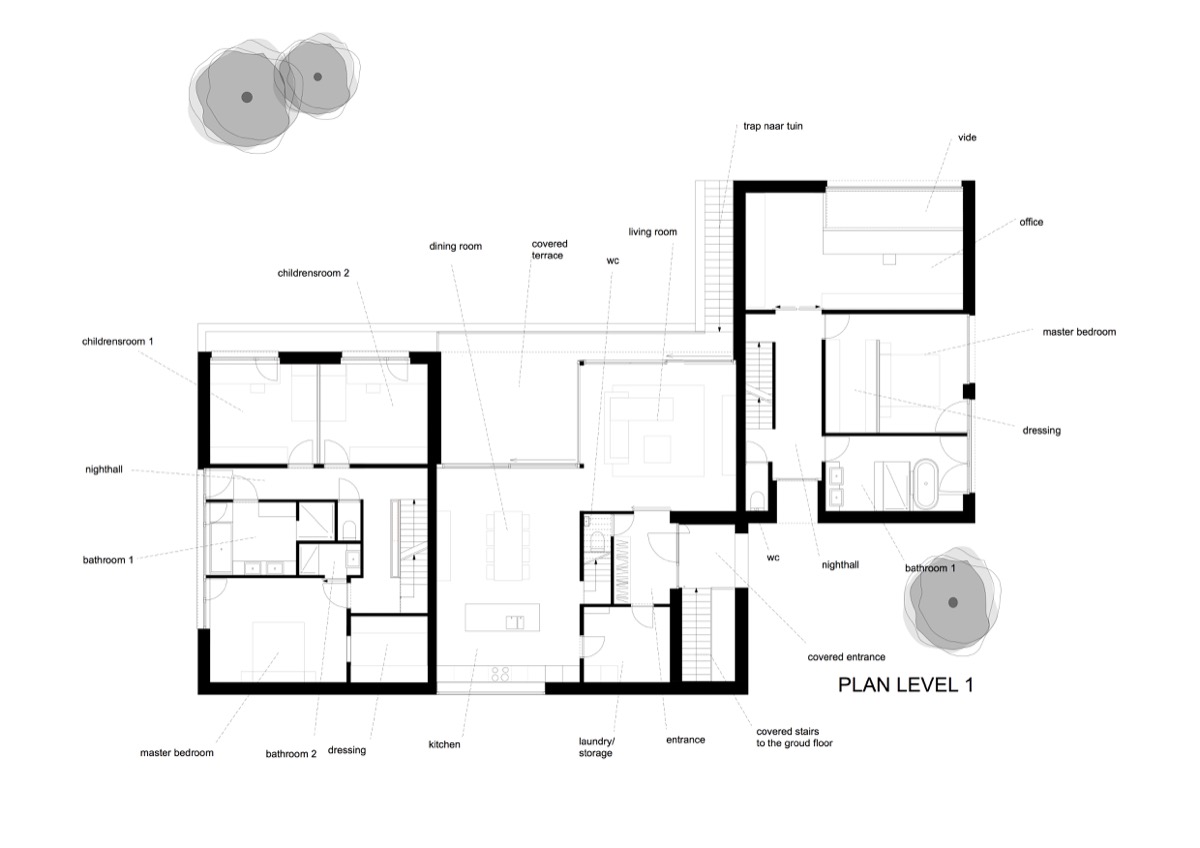 trap naar tuin
vide
office
living room
dining room
covered
terrace
wc
childrensroom 2
childrensroom 1
master bedroom
dressing
nighthall
bathroom 1
wc
nighthall
bathroom 1
covered entrance
PLAN LEVEL 1
master bedroom
bathroom 2
dressing
kitchen
laundry/
storage
entrance
covered stairs
to the groud floor